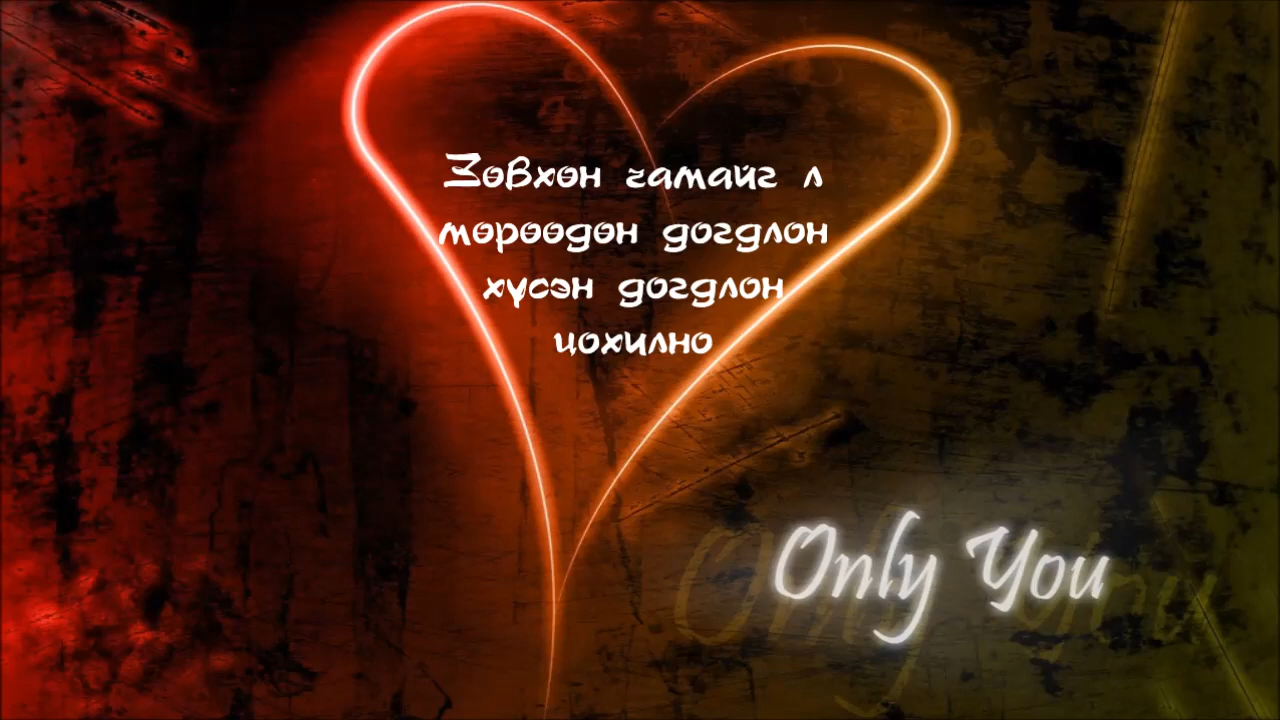 Зөвхөн чамайг л
мөрөөдөн догдлон
хүсэн догдлон
цохилно
Only You